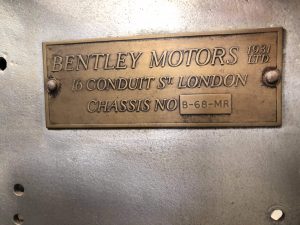 BENTLEY MOTORS 1931 LTD.
16 CONDUIT ST. LONDON
CHASSIS NO B-68-MR